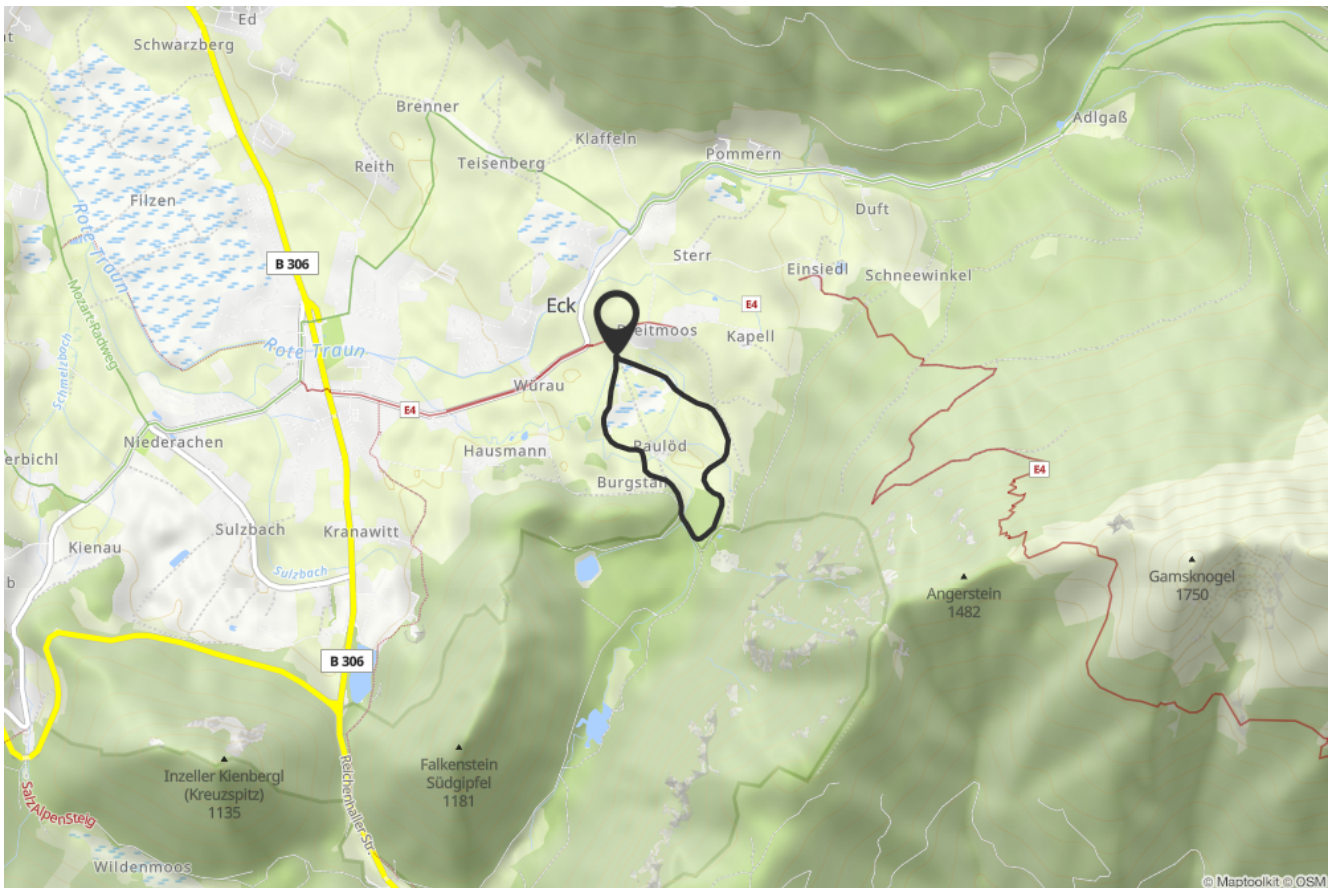 Ed
Schwarzberg
Brenner
Klaffeln
Adlgaß
Reith
Teisenberg
Pommern
Filzen
Rote Traun
Duft
B 306
Sterr
Einsiedl
Schneewinkel
Mozart-Radweg
Eck
E4
Breitmoos
Kapell
Schmelzbach
Rote Traun
Würau
E4
Niederachen
Hausmann
Paulöd
erbichl
E4
Burgstall
Sulzbach
Kranawitt
Kienau
Sulzbach
Gamsknogel
1750
Angerstein
1482
B 306
Inzeller Kienbergl
(Kreuzspitz)
1135
Falkenstein
Südgipfel
1181
Reichenhaller Str.
SalzAlpenSteig
Wildenmoos
© Maptoolkit © OSM